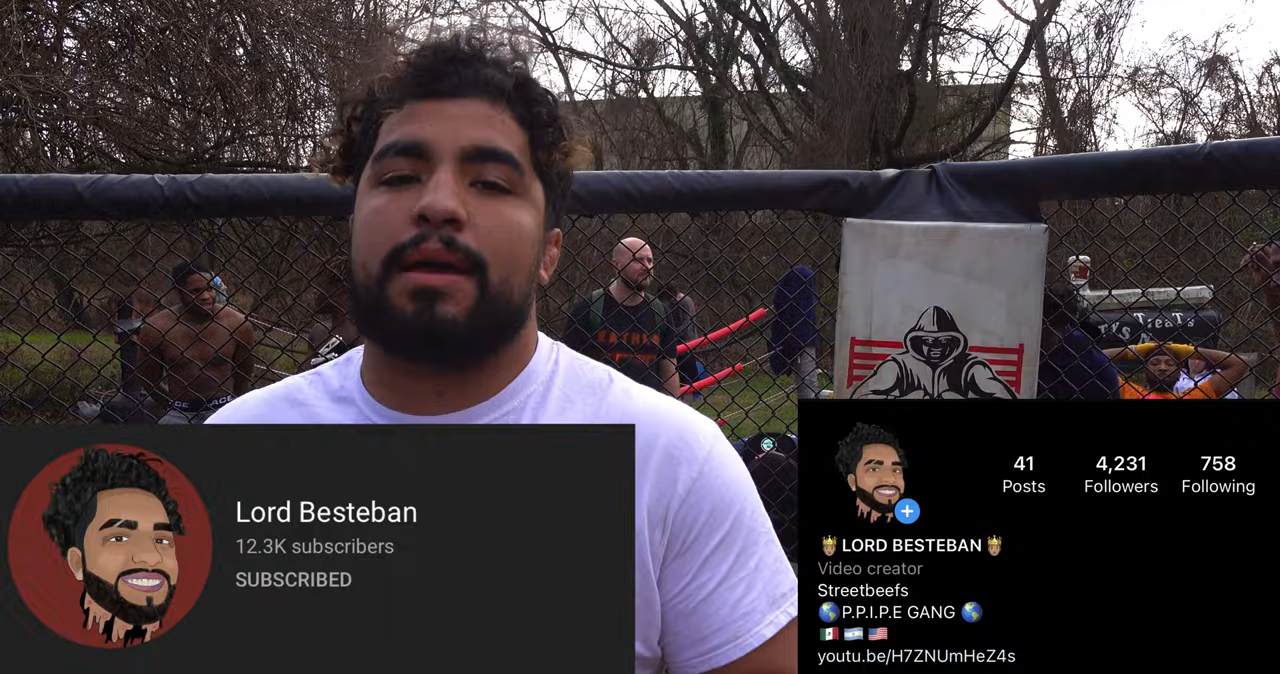 Lord Besteban
12.3K subscribers
SUBSCRIBED
41
Posts
4,231
Followers
758
Following
🤴🏽 LORD BESTEBAN 🤴🏽
Video creator
Streetbeefs
🌎P.P.I.P.E GANG 🌎
🇲🇽 🇦🇷 🇺🇸
youtu.be/H7ZNUmHeZ4s